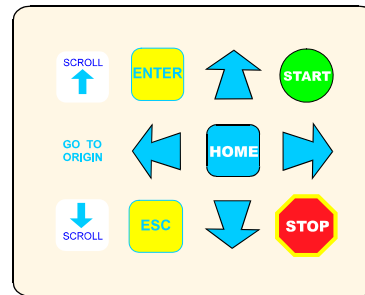 SCROLL
ENTER
START
GO TO
ORIGIN
HOME
SCROLL
ESC
STOP